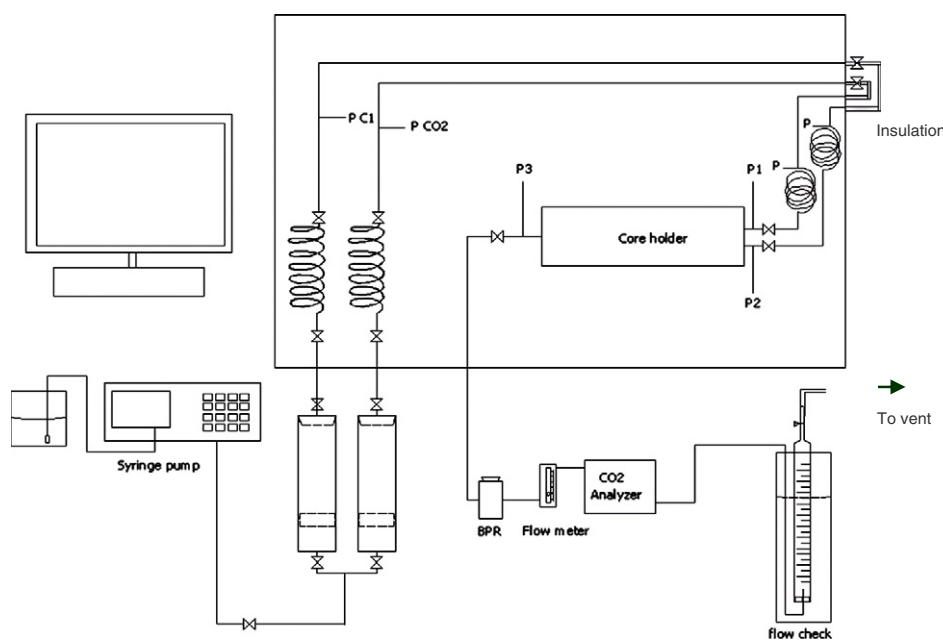 P C1
P CO2
P
Insulation
P
P3
P1
Core holder
P2
To vent
Syringe pump
CO2
Analyzer
BPR
Flow meter
flow check